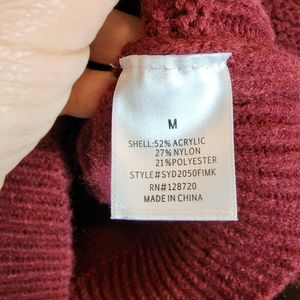 M
SHELL:52% ACRYLIC
27% NYLON
21%POLYESTER
STYLE#SYD2050FIMK
RN#128720
MADE IN CHINA